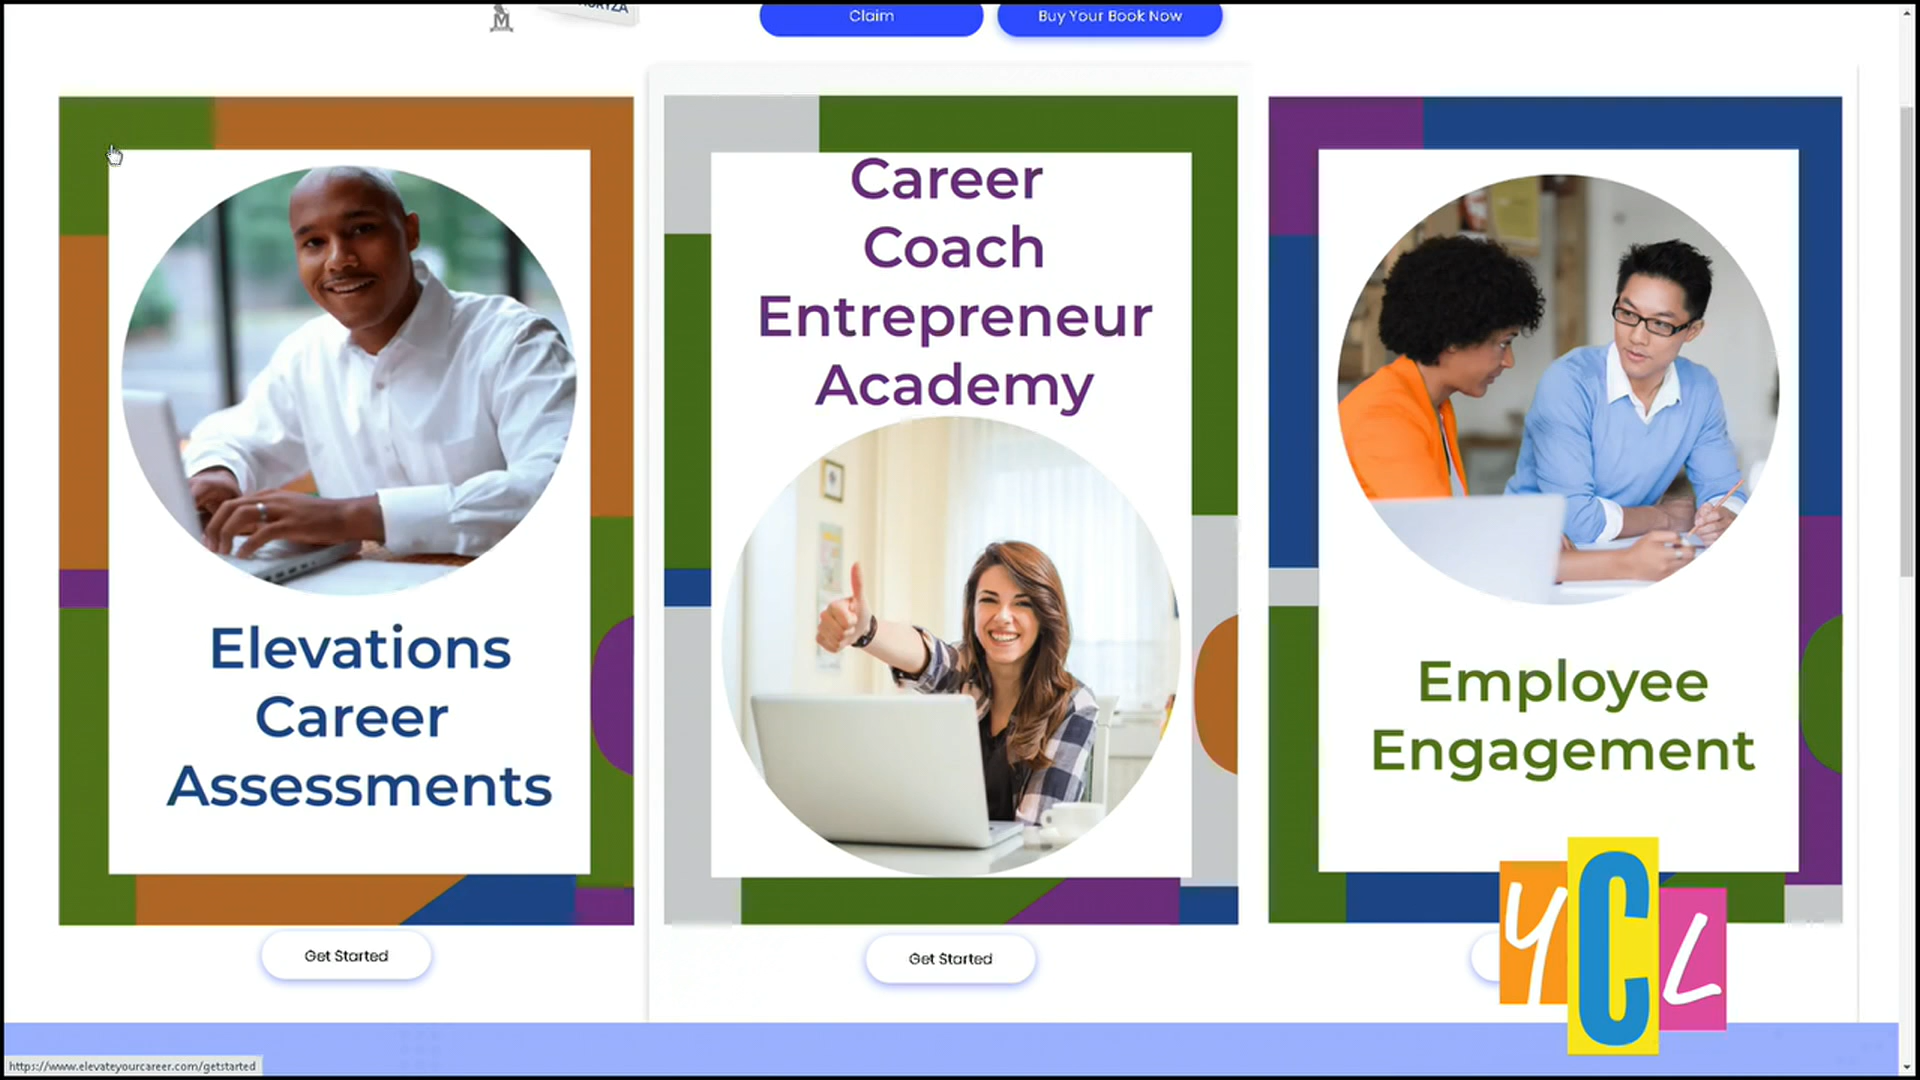 Claim
Buy Your Book Now
Career
Coach
Entrepreneur
Academy
Elevations
Career
Assessments
Employee
Engagement
Get Started
Get Started
YCL
https://www.elevateyourcareer.com/getstarted